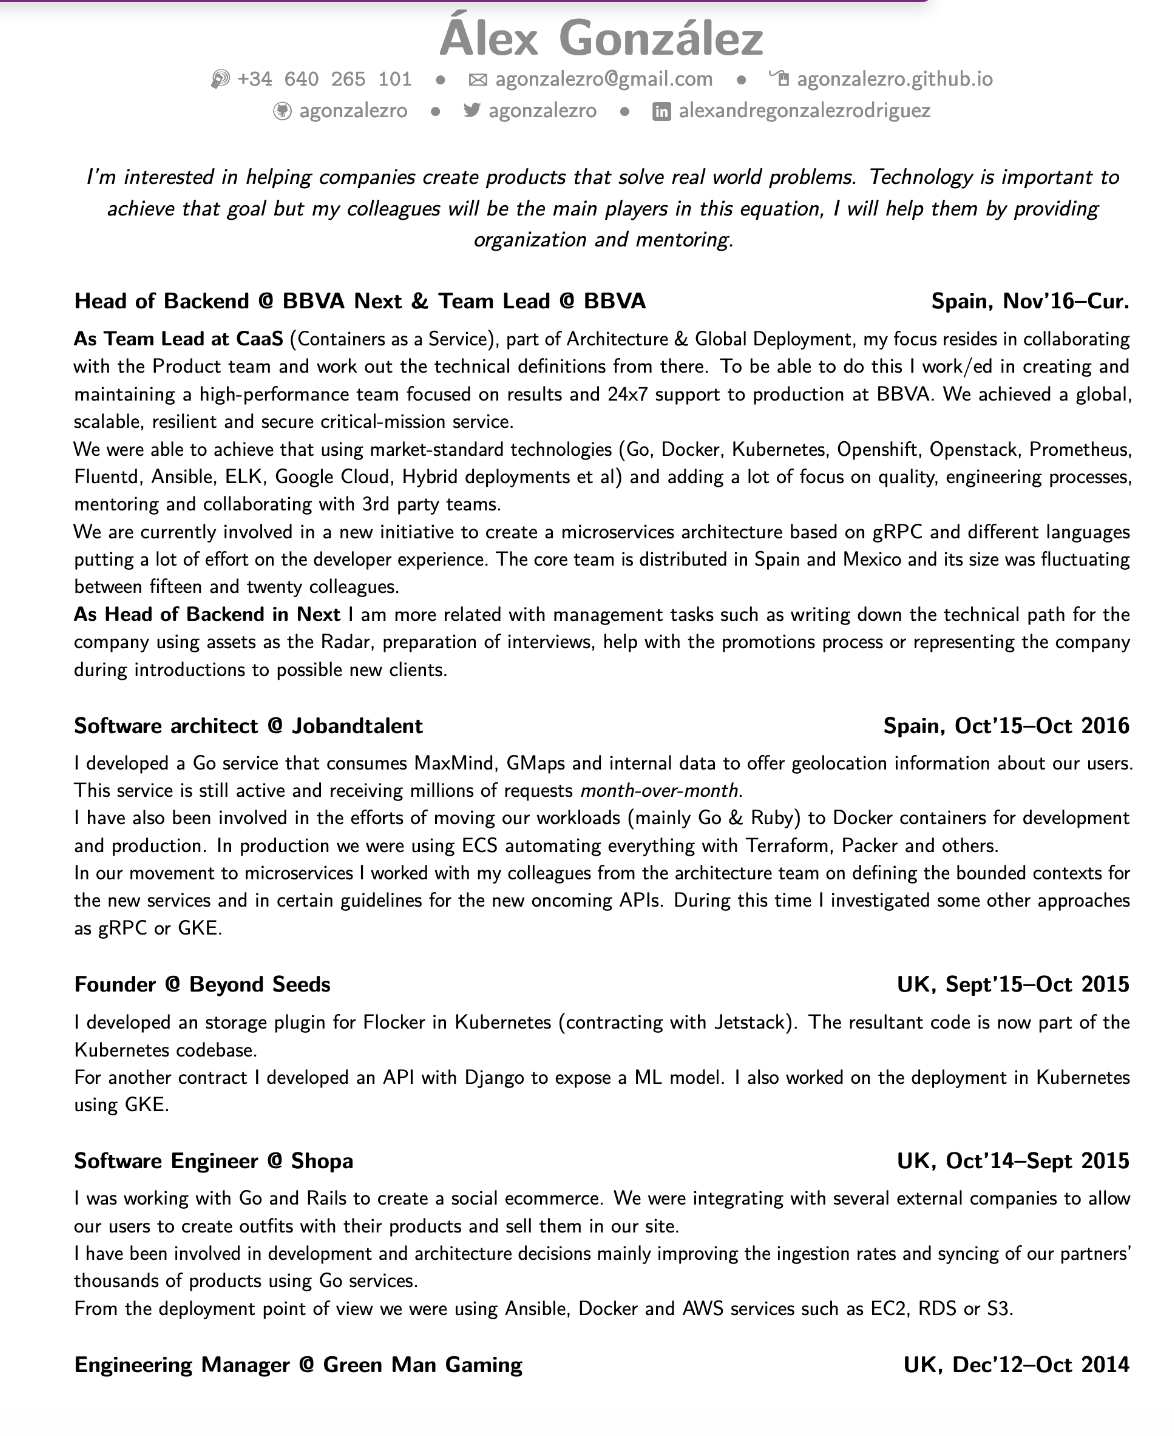 Álex González
+34 640 265 101 • agonzalezro@gmail.com • agonzalezro.github.io
agonzalezro • agonzalezro • alexandregonzalezrodriguez
I'm interested in helping companies create products that solve real world problems. Technology is important to
achieve that goal but my colleagues will be the main players in this equation, I will help them by providing
organization and mentoring.
Head of Backend @ BBVA Next & Team Lead @ BBVA Spain, Nov'16–Cur.
As Team Lead at CaaS (Containers as a Service), part of Architecture & Global Deployment, my focus resides in collaborating
with the Product team and work out the technical definitions from there. To be able to do this I work/ed in creating and
maintaining a high-performance team focused on results and 24x7 support to production at BBVA. We achieved a global,
scalable, resilient and secure critical-mission service.
We were able to achieve that using market-standard technologies (Go, Docker, Kubernetes, Openshift, Openstack, Prometheus,
Fluentd, Ansible, ELK, Google Cloud, Hybrid deployments et al) and adding a lot of focus on quality, engineering processes,
mentoring and collaborating with 3rd party teams.
We are currently involved in a new initiative to create a microservices architecture based on gRPC and different languages
putting a lot of effort on the developer experience. The core team is distributed in Spain and Mexico and its size was fluctuating
between fifteen and twenty colleagues.
As Head of Backend in Next I am more related with management tasks such as writing down the technical path for the
company using assets as the Radar, preparation of interviews, help with the promotions process or representing the company
during introductions to possible new clients.
Software architect @ Jobandtalent Spain, Oct'15–Oct 2016
I developed a Go service that consumes MaxMind, GMaps and internal data to offer geolocation information about our users.
This service is still active and receiving millions of requests month-over-month.
I have also been involved in the efforts of moving our workloads (mainly Go & Ruby) to Docker containers for development
and production. In production we were using ECS automating everything with Terraform, Packer and others.
In our movement to microservices I worked with my colleagues from the architecture team on defining the bounded contexts for
the new services and in certain guidelines for the new oncoming APIs. During this time I investigated some other approaches
as gRPC or GKE.
Founder @ Beyond Seeds UK, Sept'15–Oct 2015
I developed an storage plugin for Flocker in Kubernetes (contracting with Jetstack). The resultant code is now part of the
Kubernetes codebase.
For another contract I developed an API with Django to expose a ML model. I also worked on the deployment in Kubernetes
using GKE.
Software Engineer @ Shopa UK, Oct'14–Sept 2015
I was working with Go and Rails to create a social ecommerce. We were integrating with several external companies to allow
our users to create outfits with their products and sell them in our site.
I have been involved in development and architecture decisions mainly improving the ingestion rates and syncing of our partners'
thousands of products using Go services.
From the deployment point of view we were using Ansible, Docker and AWS services such as EC2, RDS or S3.
Engineering Manager @ Green Man Gaming UK, Dec'12–Oct 2014